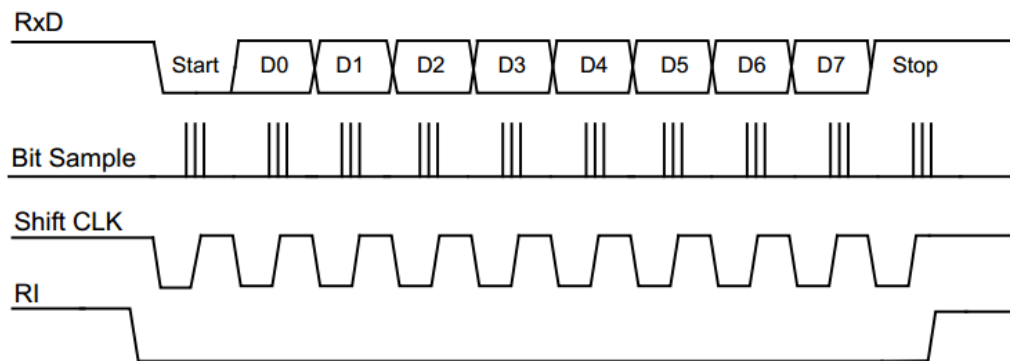 RxD
Start D0 D1 D2 D3 D4 D5 D6 D7 Stop
Bit Sample
Shift CLK
RI